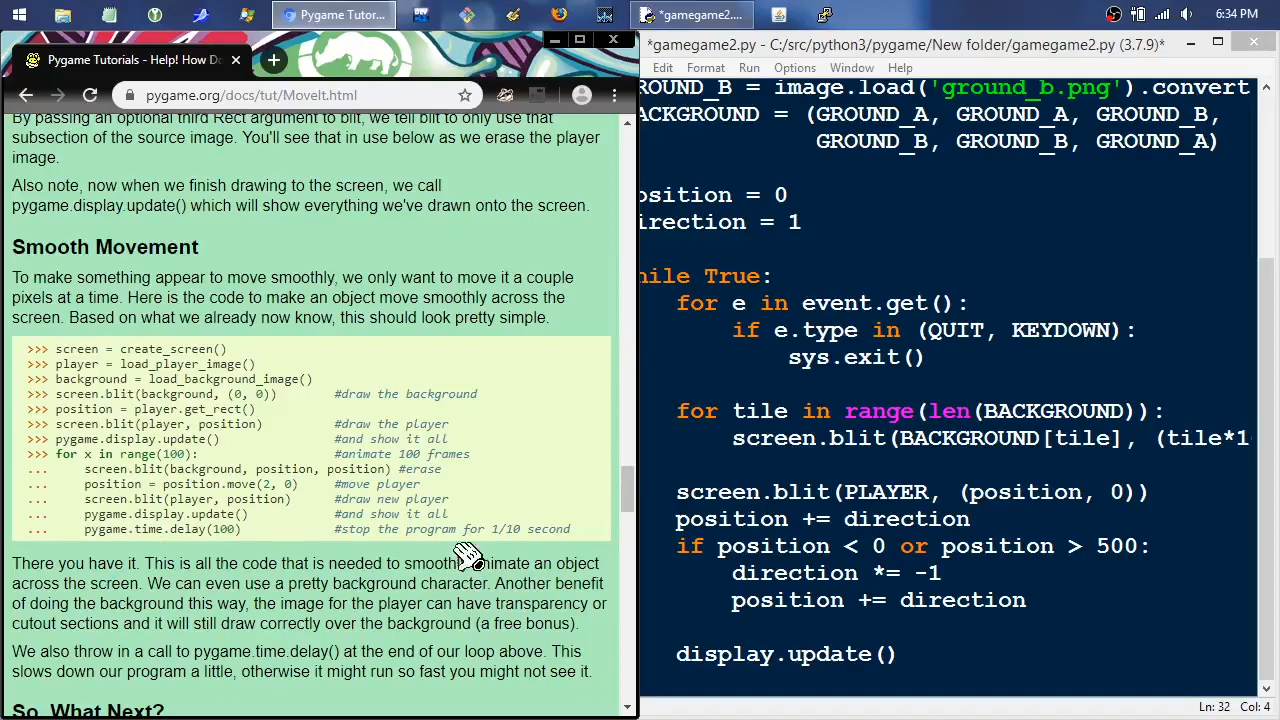 Pygame Tutor...
*gamegame2....
6:34 PM
Pygame Tutorials - Help! How Do
pygame.org/docs/tut/MoveIt.html
By passing an optional third Rect argument to blit, we tell blit to only use that
subsection of the source image. You'll see that in use below as we erase the player
image.
Also note, now when we finish drawing to the screen, we call
pygame.display.update() which will show everything we've drawn onto the screen.
Smooth Movement
To make something appear to move smoothly, we only want to move it a couple
pixels at a time. Here is the code to make an object move smoothly across the
screen. Based on what we already now know, this should look pretty simple.
>>> screen = create_screen()
>>> player = load_player_image()
>>> background = load_background_image()
>>> screen.blit(background, (0, 0))        #draw the background
>>> position = player.get_rect()
>>> screen.blit(player, position)          #draw the player
>>> pygame.display.update()                #and show it all
>>> for x in range(100):                   #animate 100 frames
...     screen.blit(background, position, position) #erase
...     position = position.move(2, 0)     #move player
...     screen.blit(player, position)      #draw new player
...     pygame.display.update()            #and show it all
...     pygame.time.delay(100)             #stop the program for 1/10 second
There you have it. This is all the code that is needed to smooth animate an object
across the screen. We can even use a pretty background character. Another benefit
of doing the background this way, the image for the player can have transparency or
cutout sections and it will still draw correctly over the background (a free bonus).
We also throw in a call to pygame.time.delay() at the end of our loop above. This
slows down our program a little, otherwise it might run so fast you might not see it.
So, What Next?
*gamegame2.py - C:/src/python3/pygame/New folder/gamegame2.py (3.7.9)*
Edit Format Run Options Window Help
ROUND_B = image.load('ground_b.png').convert
ACKGROUND = (GROUND_A, GROUND_A, GROUND_B,
GROUND_B, GROUND_B, GROUND_A)
osition = 0
irection = 1
hile True:
for e in event.get():
if e.type in (QUIT, KEYDOWN):
sys.exit()
for tile in range(len(BACKGROUND)):
screen.blit(BACKGROUND[tile], (tile*1
screen.blit(PLAYER, (position, 0))
position += direction
if position < 0 or position > 500:
direction *= -1
position += direction
display.update()
Ln: 32 Col: 4